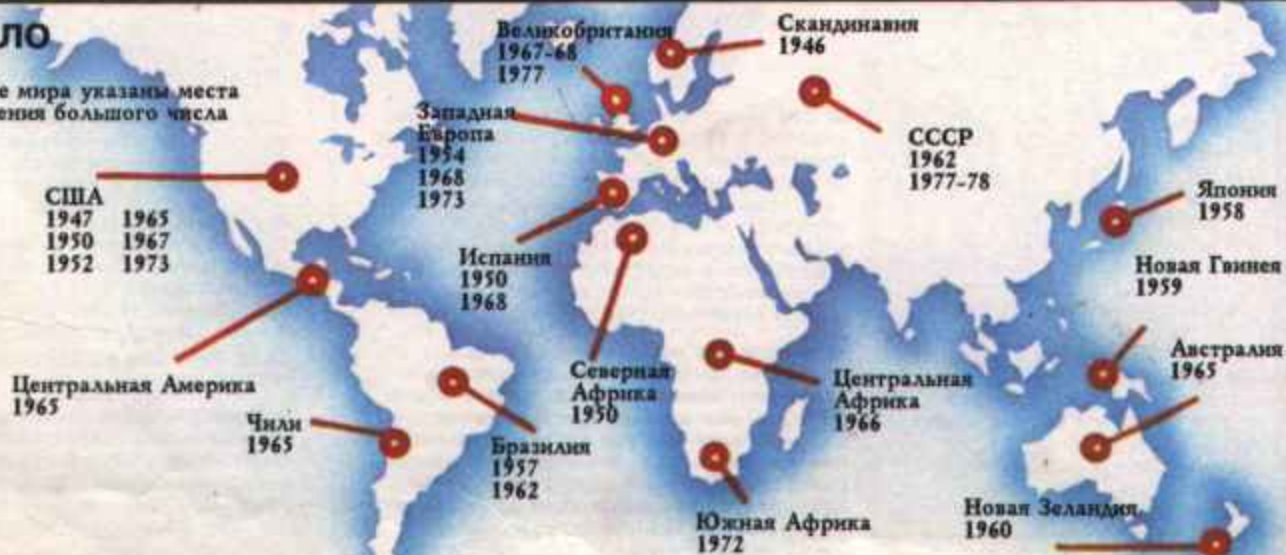 ло
е мира указаны места
ения большого числа
Великобритания
1967-68
1977
Скандинавия
1946
Западная
Европа
1954
1968
1973
СССР
1962
1977-78
США
1947 1965
1950 1967
1952 1973
Япония
1958
Испания
1950
1968
Новая Гвинея
1959
Австралия
1965
Центральная Америка
1965
Северная
Африка
1950
Центральная
Африка
1966
Чили
1965
Бразилия
1957
1962
Южная Африка
1972
Новая Зеландия
1960